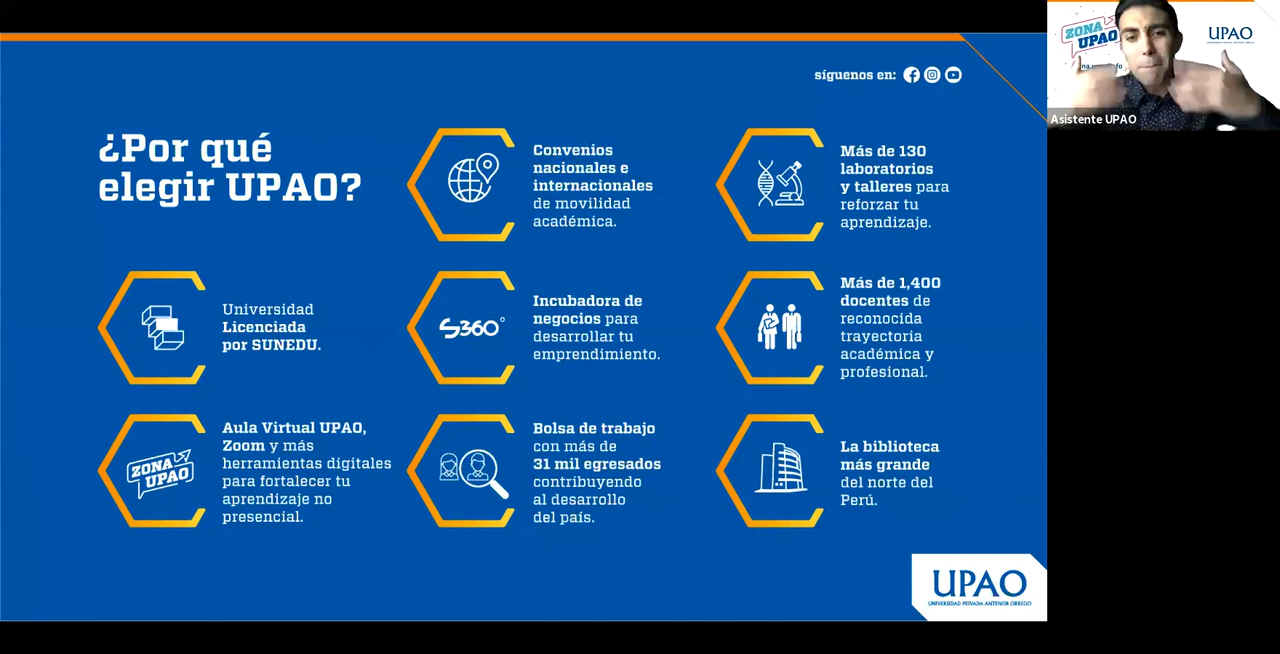 síguenos en:
¿Por qué
elegir UPAO?
Universidad
Licenciada
por SUNEDU.
ZONA
UPAO
Aula Virtual UPAO,
Zoom y más
herramientas digitales
para fortalecer tu
aprendizaje no
presencial.
Convenios
nacionales e
internacionales
de movilidad
académica.
S360°
Incubadora de
negocios para
desarrollar tu
emprendimiento.
Bolsa de trabajo
con más de
31 mil egresados
contribuyendo
al desarrollo
del país.
Más de 130
laboratorios
y talleres para
reforzar tu
aprendizaje.
Más de 1,400
docentes de
reconocida
trayectoria
académica y
profesional.
La biblioteca
más grande
del norte del
Perú.
UPAO
UNIVERSIDAD PRIVADA ANTENOR ORREGO
ZONA
UPAO
UPAO
Asistente UPAO